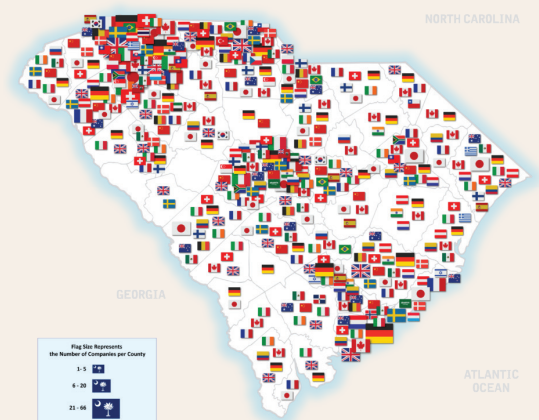 NORTH CAROLINA
GEORGIA
ATLANTIC
OCEAN
Flag Size Represents
the Number of Companies per County
1- 5
6 - 20
21 - 66